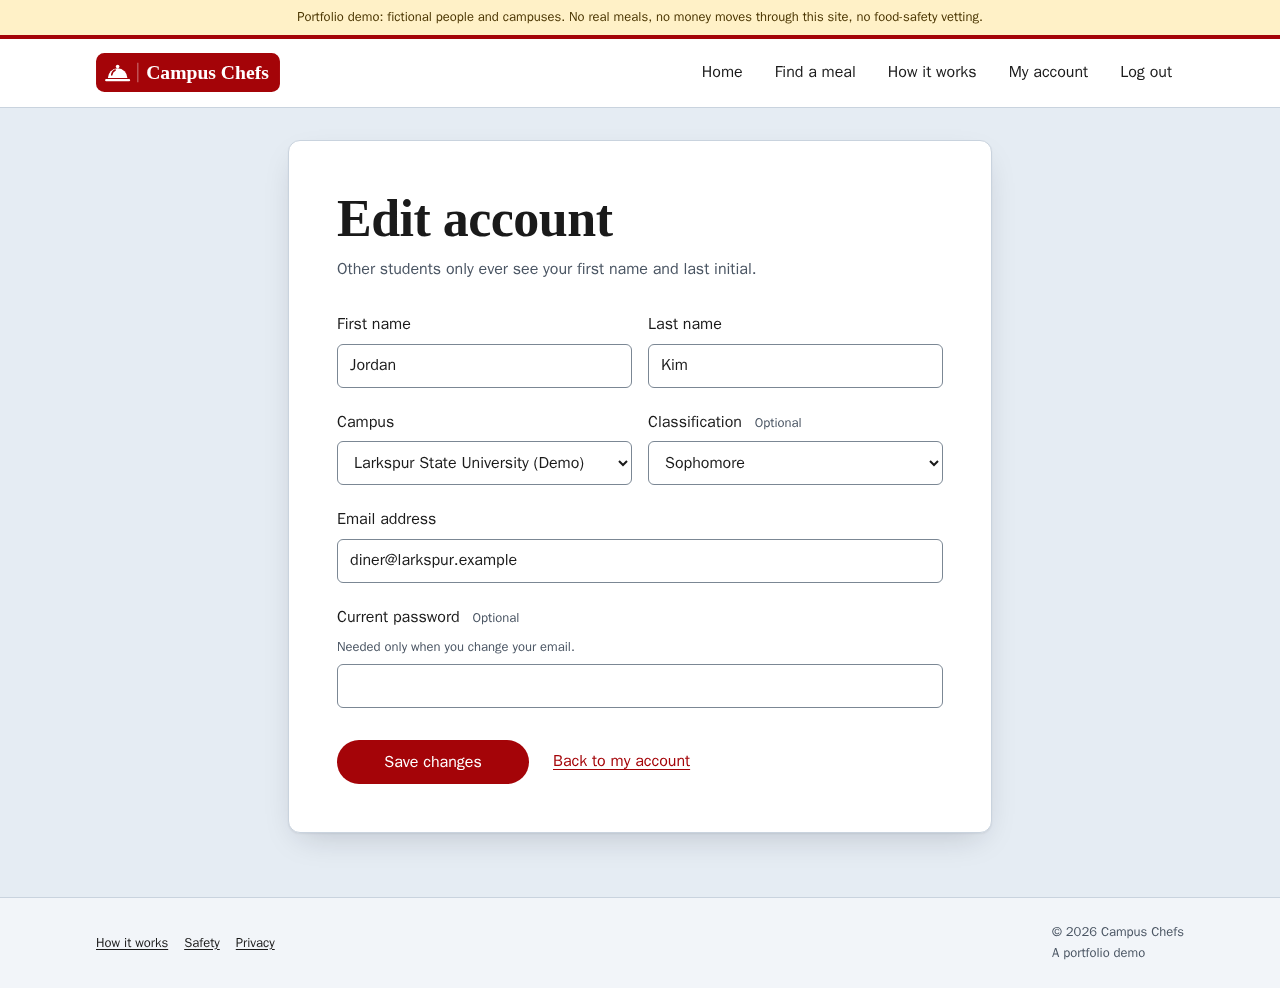 Portfolio demo: fictional people and campuses. No real meals, no money moves through this site, no food-safety vetting.
Campus Chefs
Home Find a meal How it works My account Log out
Edit account
Other students only ever see your first name and last initial.
First name Last name
Jordan Kim
Campus Classification Optional
Larkspur State University (Demo) Sophomore
Email address
diner@larkspur.example
Current password Optional
Needed only when you change your email.
Save changes Back to my account
How it works Safety Privacy
© 2026 Campus Chefs
A portfolio demo